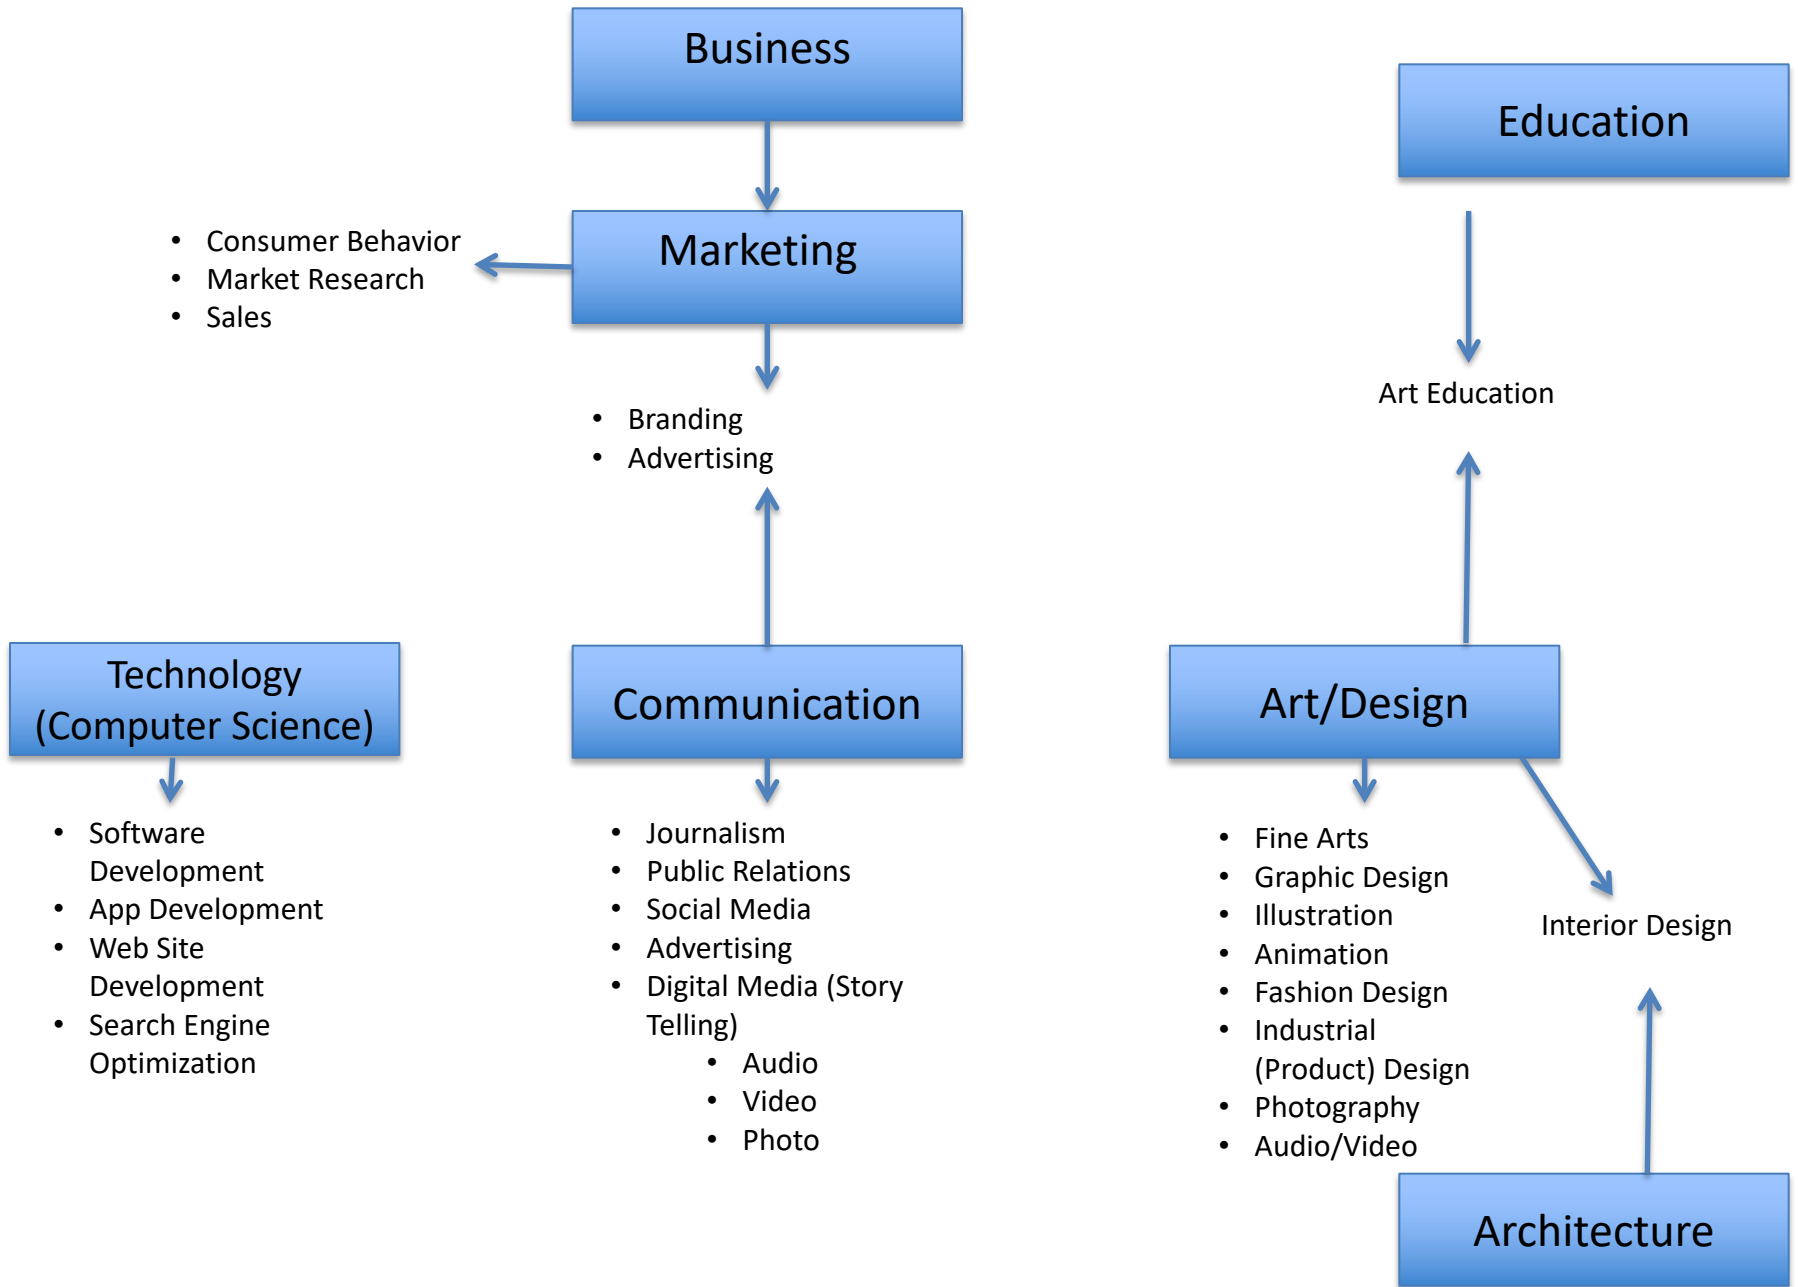 Business
Education
Marketing
• Consumer Behavior
• Market Research
• Sales
Art Education
• Branding
• Advertising
Technology
(Computer Science)
Communication
Art/Design
• Software
Development
• App Development
• Web Site
Development
• Search Engine
Optimization
• Journalism
• Public Relations
• Social Media
• Advertising
• Digital Media (Story
Telling)
• Audio
• Video
• Photo
• Fine Arts
• Graphic Design
• Illustration
• Animation
• Fashion Design
• Industrial
(Product) Design
• Photography
• Audio/Video
Interior Design
Architecture